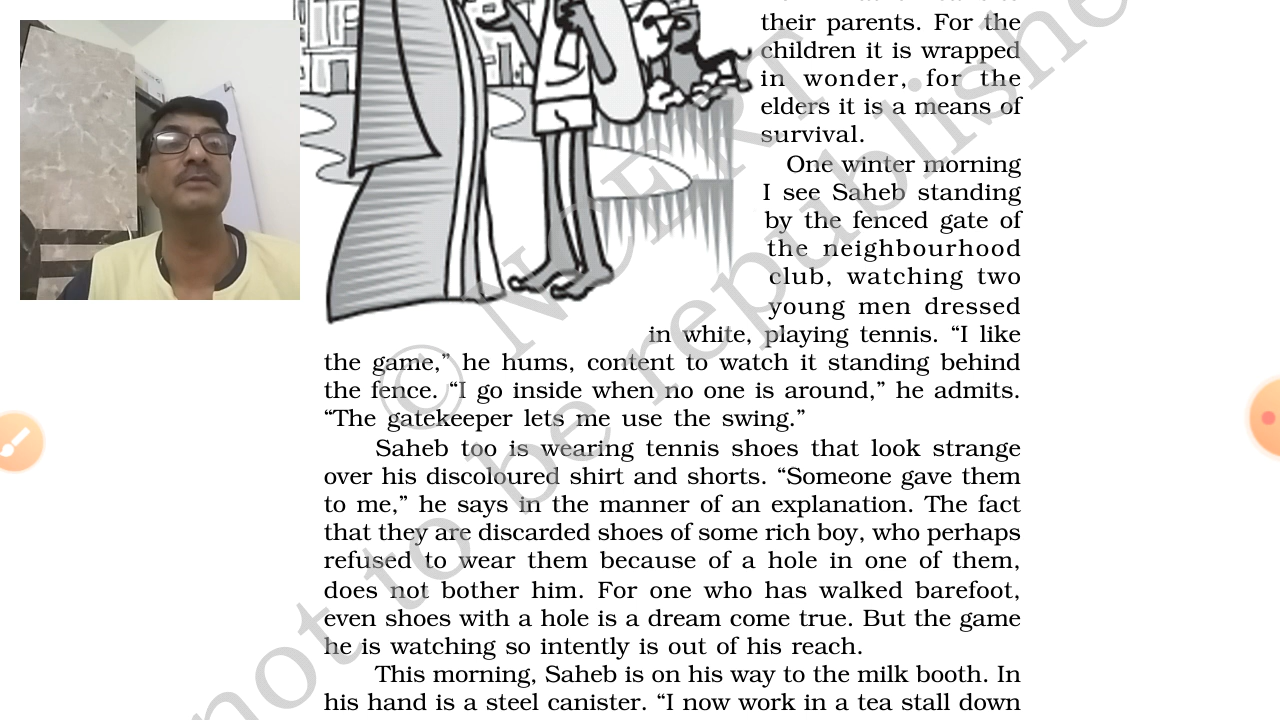 their parents. For the
children it is wrapped
in wonder, for the
elders it is a means of
survival.
One winter morning
I see Saheb standing
by the fenced gate of
the neighbourhood
club, watching two
young men dressed
in white, playing tennis. “I like
the game,” he hums, content to watch it standing behind
the fence. “I go inside when no one is around,” he admits.
“The gatekeeper lets me use the swing.”
Saheb too is wearing tennis shoes that look strange
over his discoloured shirt and shorts. “Someone gave them
to me,” he says in the manner of an explanation. The fact
that they are discarded shoes of some rich boy, who perhaps
refused to wear them because of a hole in one of them,
does not bother him. For one who has walked barefoot,
even shoes with a hole is a dream come true. But the game
he is watching so intently is out of his reach.
This morning, Saheb is on his way to the milk booth. In
his hand is a steel canister. “I now work in a tea stall down
© NCERT
not to be republishe